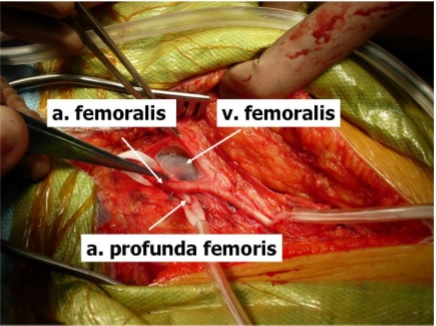 a. femoralis
v. femoralis
a. profunda femoris